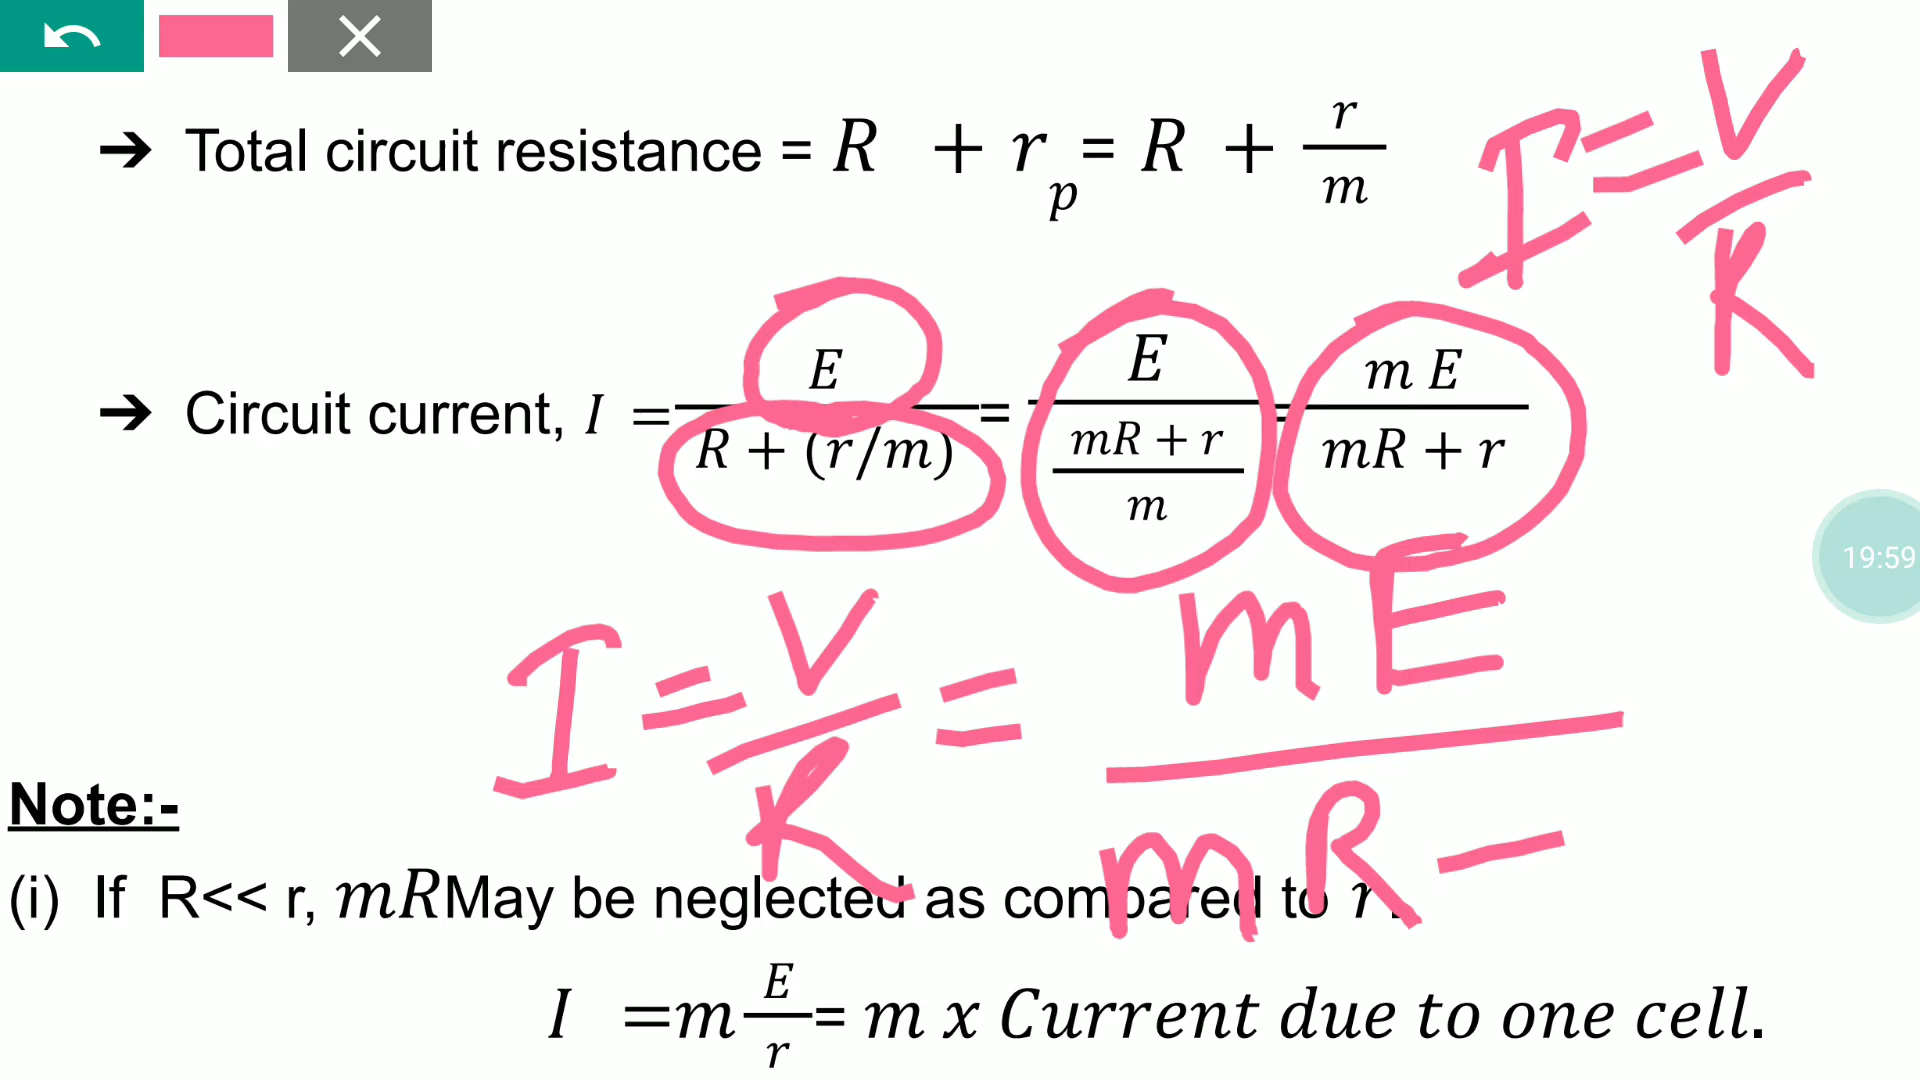 ➔ Total circuit resistance = R + r_p = R + r/m
I = V/R
➔ Circuit current, I = E/(R + (r/m)) = E/((mR + r)/m) = m E/(mR + r)
19:59
I = V/R = mE/(mR −
Note:-
(i) If R<< r, mR May be neglected as compared to r.
I = m E/r = m x Current due to one cell.